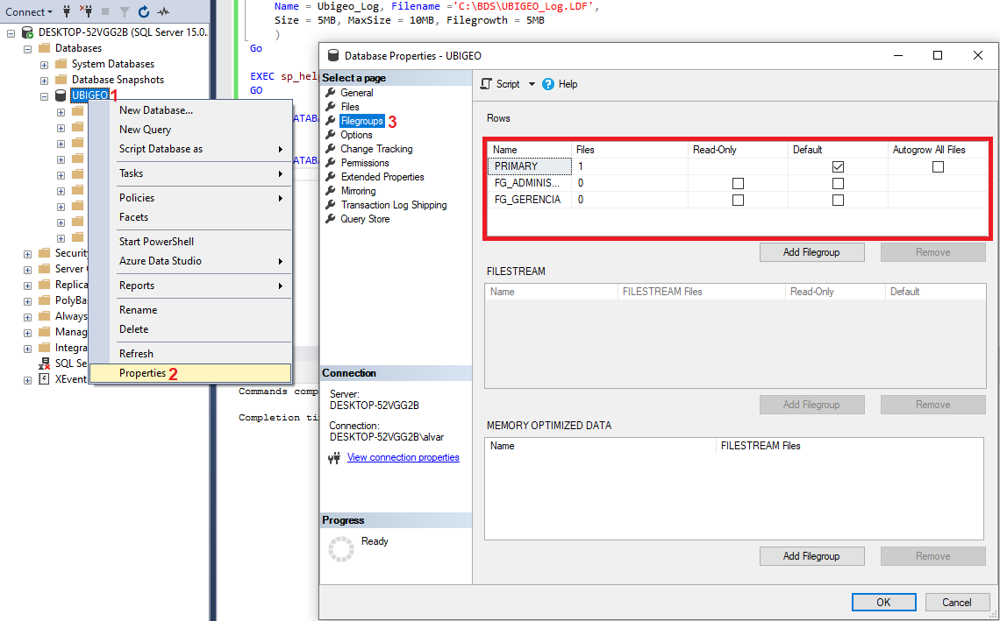 Connect
DESKTOP-52VGG2B (SQL Server 15.0..
Databases
System Databases
Database Snapshots
UBIGEO 1
Security
Server
Replica
PolyBas
Always
Manag
Integra
SQL Se
XEvent
New Database...
New Query
Script Database as
Tasks
Policies
Facets
Start PowerShell
Azure Data Studio
Reports
Rename
Delete
Refresh
Properties 2
Name = Ubigeo_Log, Filename ='C:\BDS\UBIGEO_Log.LDF',
Size = 5MB, MaxSize = 10MB, Filegrowth = 5MB
)
Go
EXEC sp_hel
GO
ATABA
ATABA
Commands comp
Completion ti
Database Properties - UBIGEO
Select a page
General
Files
Filegroups 3
Options
Change Tracking
Permissions
Extended Properties
Mirroring
Transaction Log Shipping
Query Store
Connection
Server:
DESKTOP-52VGG2B
Connection:
DESKTOP-52VGG2B\alvar
View connection properties
Progress
Ready
Script Help
Rows
Name Files Read-Only Default Autogrow All Files
PRIMARY 1
FG_ADMINIS... 0
FG_GERENCIA 0
Add Filegroup Remove
FILESTREAM
Name FILESTREAM Files Read-Only Default
Add Filegroup Remove
MEMORY OPTIMIZED DATA
Name FILESTREAM Files
Add Filegroup Remove
OK Cancel